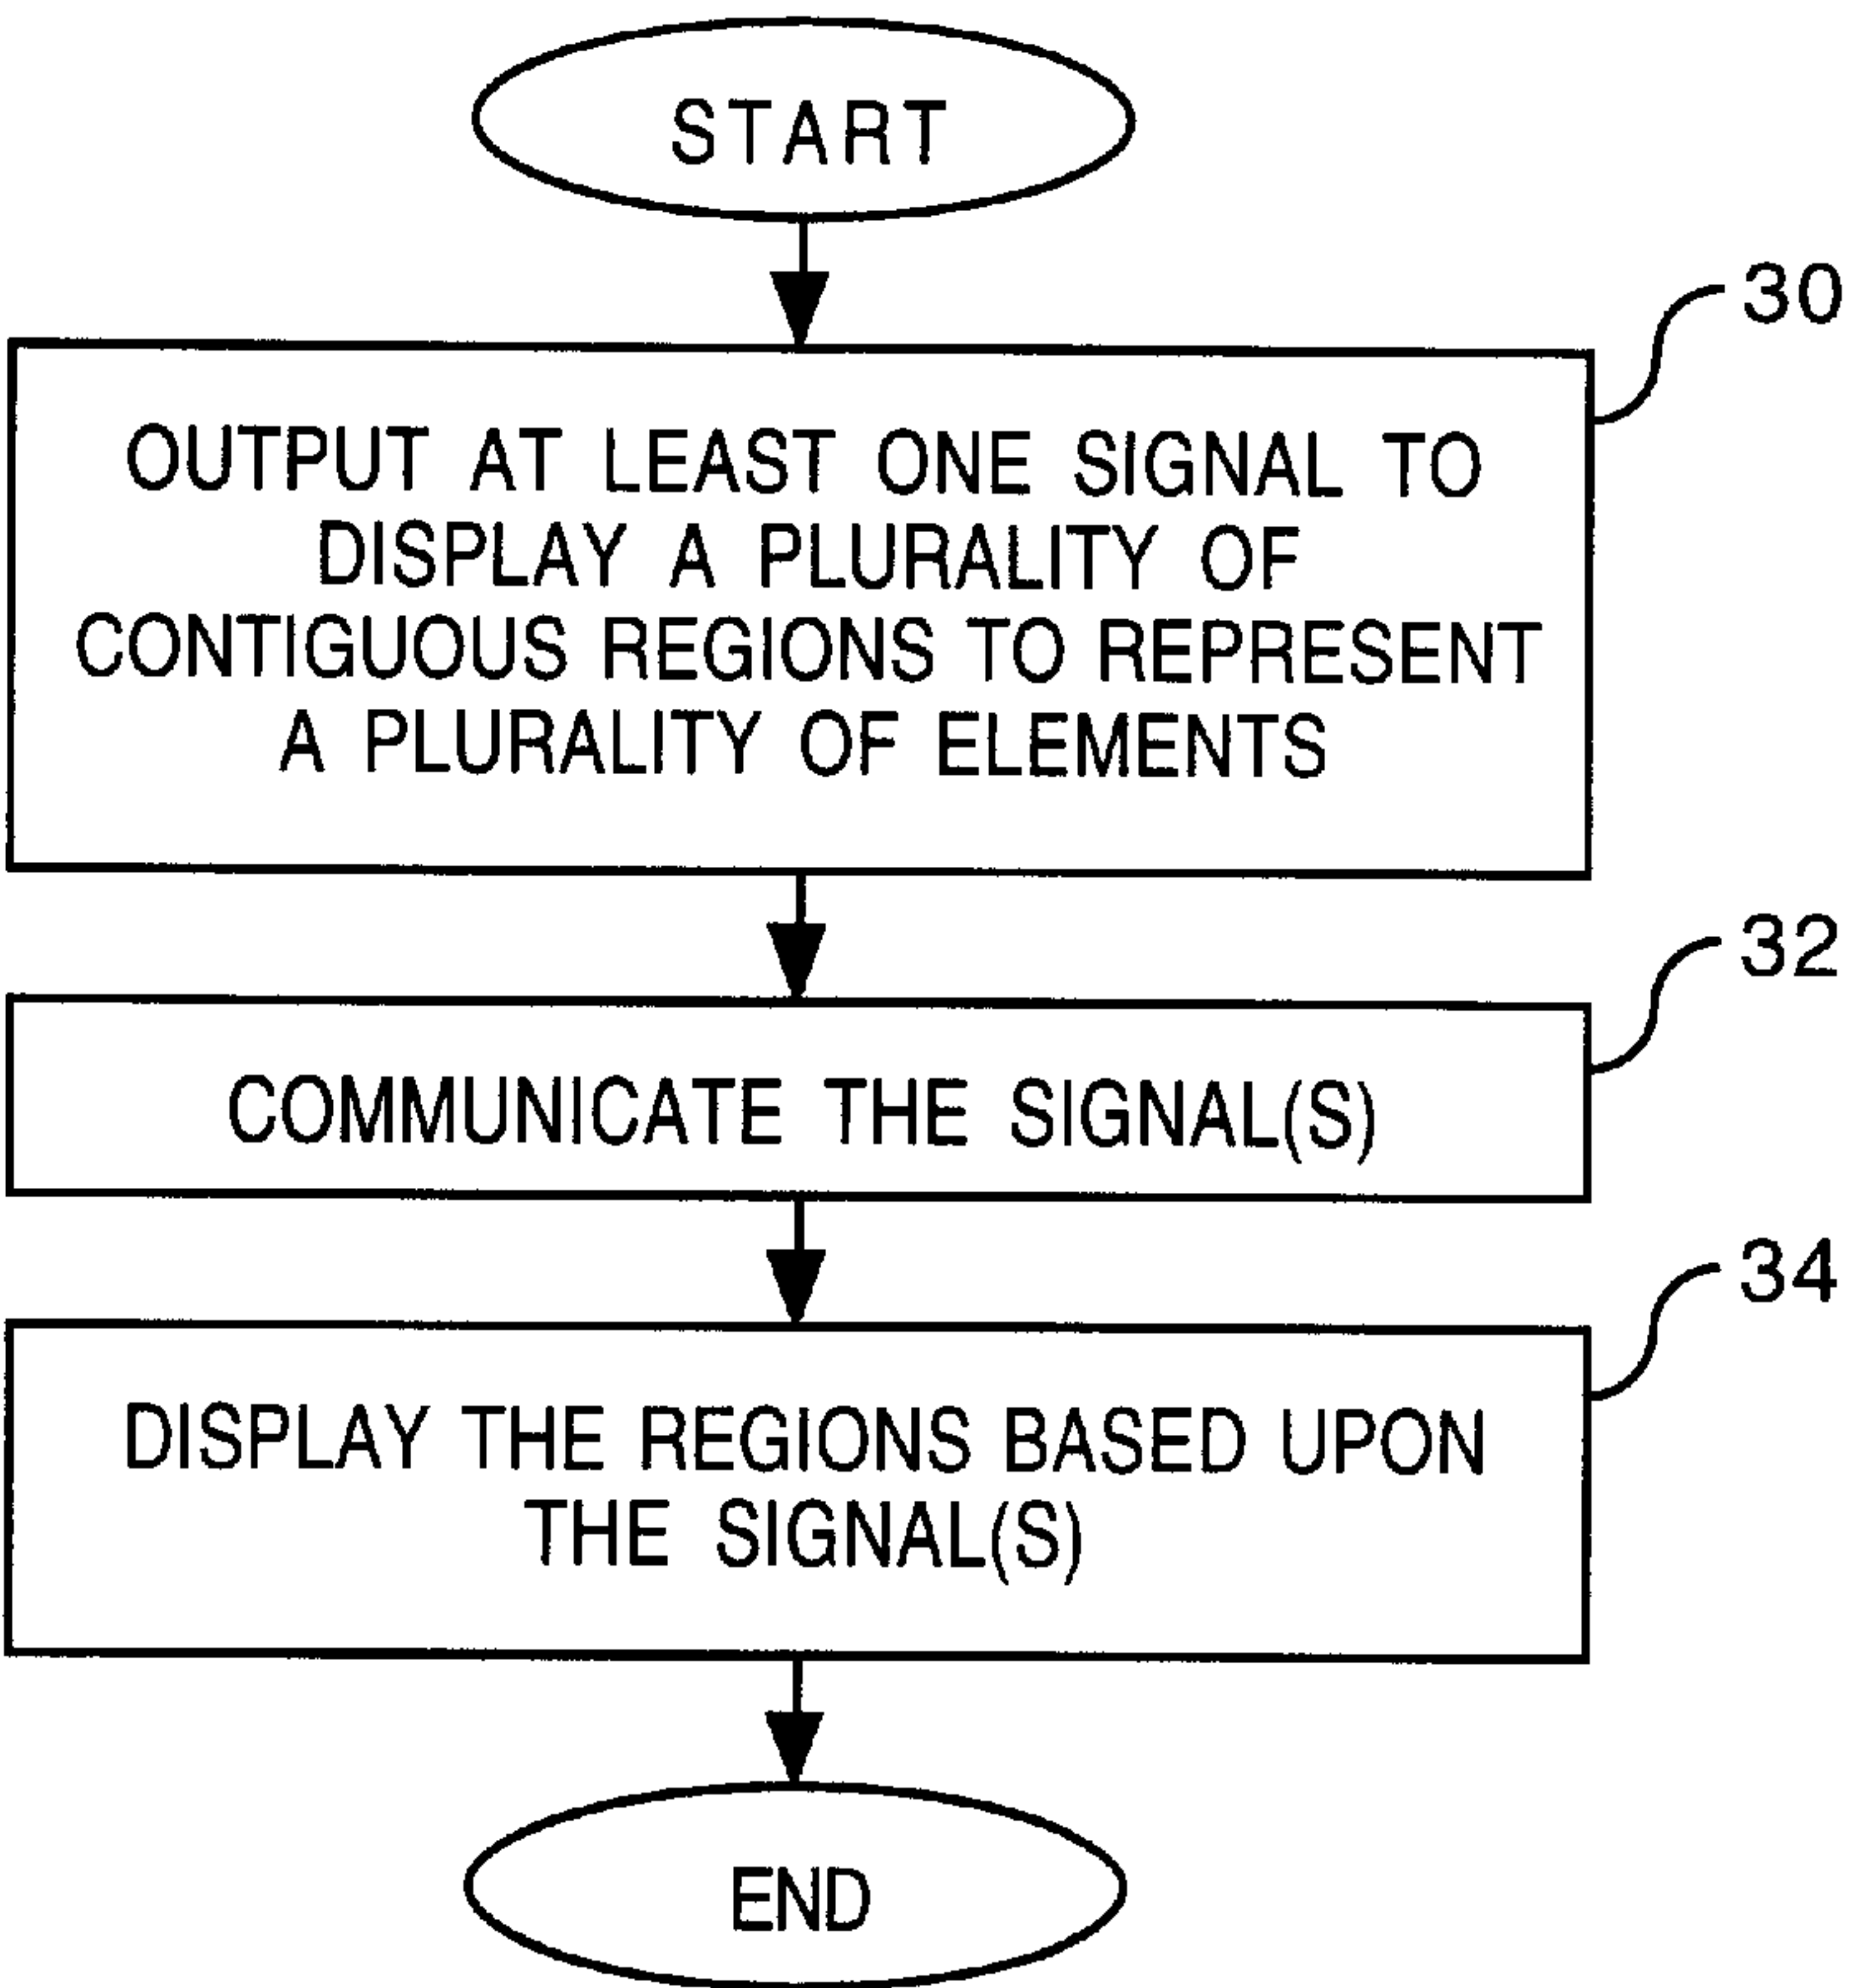 START
30
OUTPUT AT LEAST ONE SIGNAL TO
DISPLAY A PLURALITY OF
CONTIGUOUS REGIONS TO REPRESENT
A PLURALITY OF ELEMENTS
32
COMMUNICATE THE SIGNAL(S)
34
DISPLAY THE REGIONS BASED UPON
THE SIGNAL(S)
END